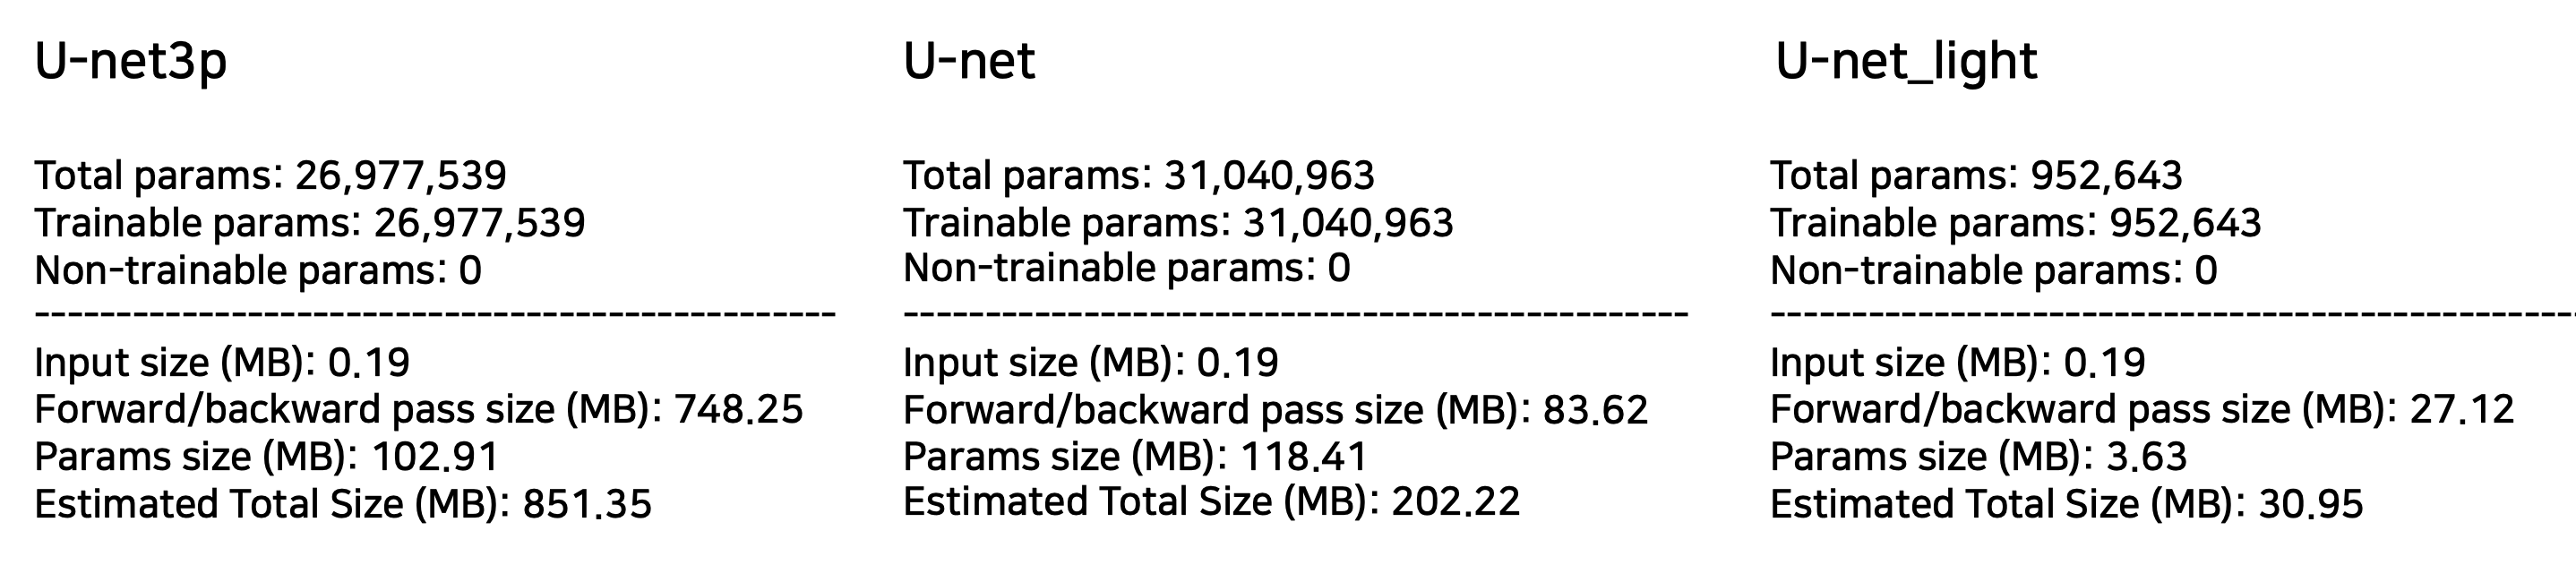 U-net3p
Total params: 26,977,539
Trainable params: 26,977,539
Non-trainable params: 0
-------------------------------------------------
Input size (MB): 0.19
Forward/backward pass size (MB): 748.25
Params size (MB): 102.91
Estimated Total Size (MB): 851.35
U-net
Total params: 31,040,963
Trainable params: 31,040,963
Non-trainable params: 0
------------------------------------------------
Input size (MB): 0.19
Forward/backward pass size (MB): 83.62
Params size (MB): 118.41
Estimated Total Size (MB): 202.22
U-net_light
Total params: 952,643
Trainable params: 952,643
Non-trainable params: 0
-------------------------------------------------
Input size (MB): 0.19
Forward/backward pass size (MB): 27.12
Params size (MB): 3.63
Estimated Total Size (MB): 30.95